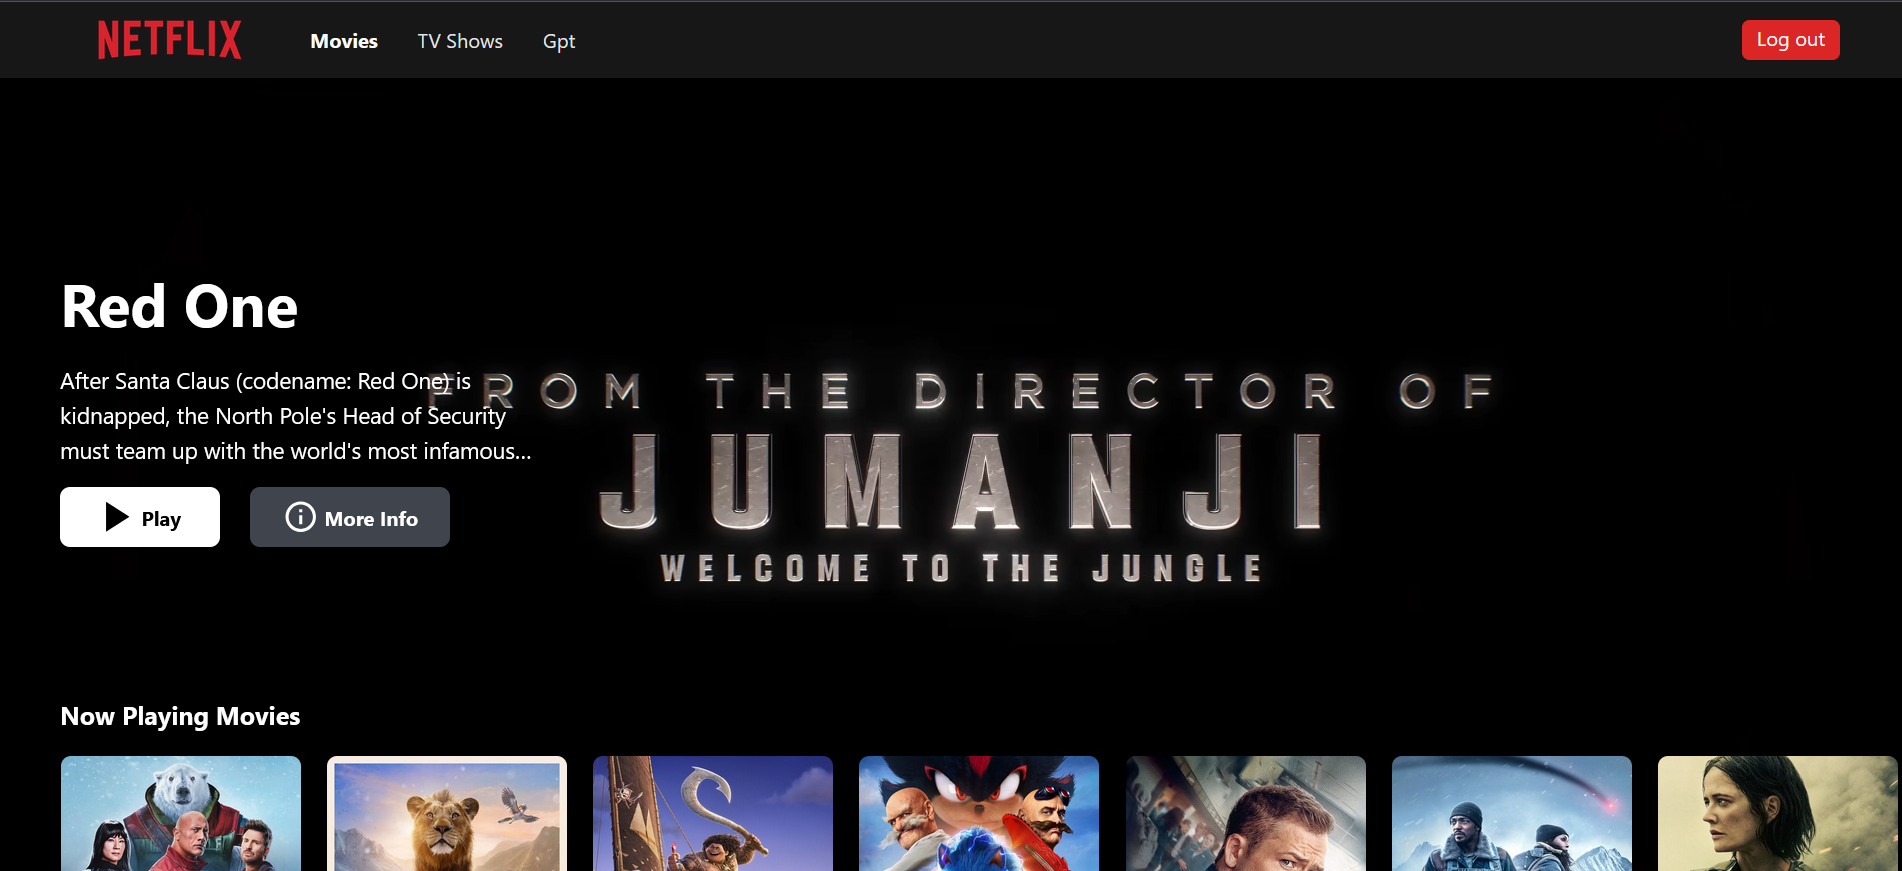 NETFLIX
Movies
TV Shows
Gpt
Log out
Red One
After Santa Claus (codename: Red One) is
kidnapped, the North Pole's Head of Security
must team up with the world's most infamous...
Play
More Info
FROM THE DIRECTOR OF
JUMANJI
WELCOME TO THE JUNGLE
Now Playing Movies